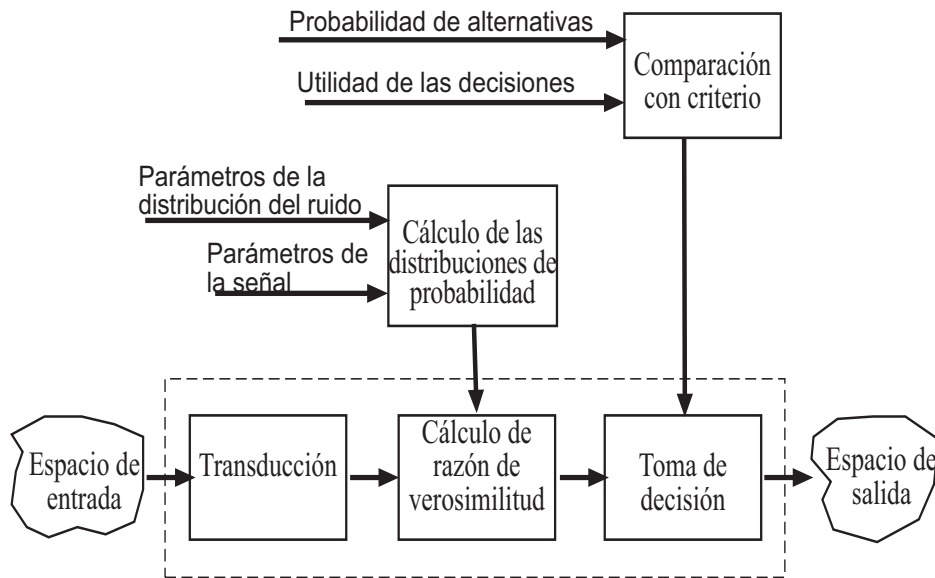 Probabilidad de alternativas
Utilidad de las decisiones
Comparación
con criterio
Parámetros de la
distribución del ruido
Parámetros de
la señal
Cálculo de las
distribuciones de
probabilidad
Espacio de
entrada
Transducción
Cálculo de
razón de
verosimilitud
Toma de
decisión
Espacio de
salida